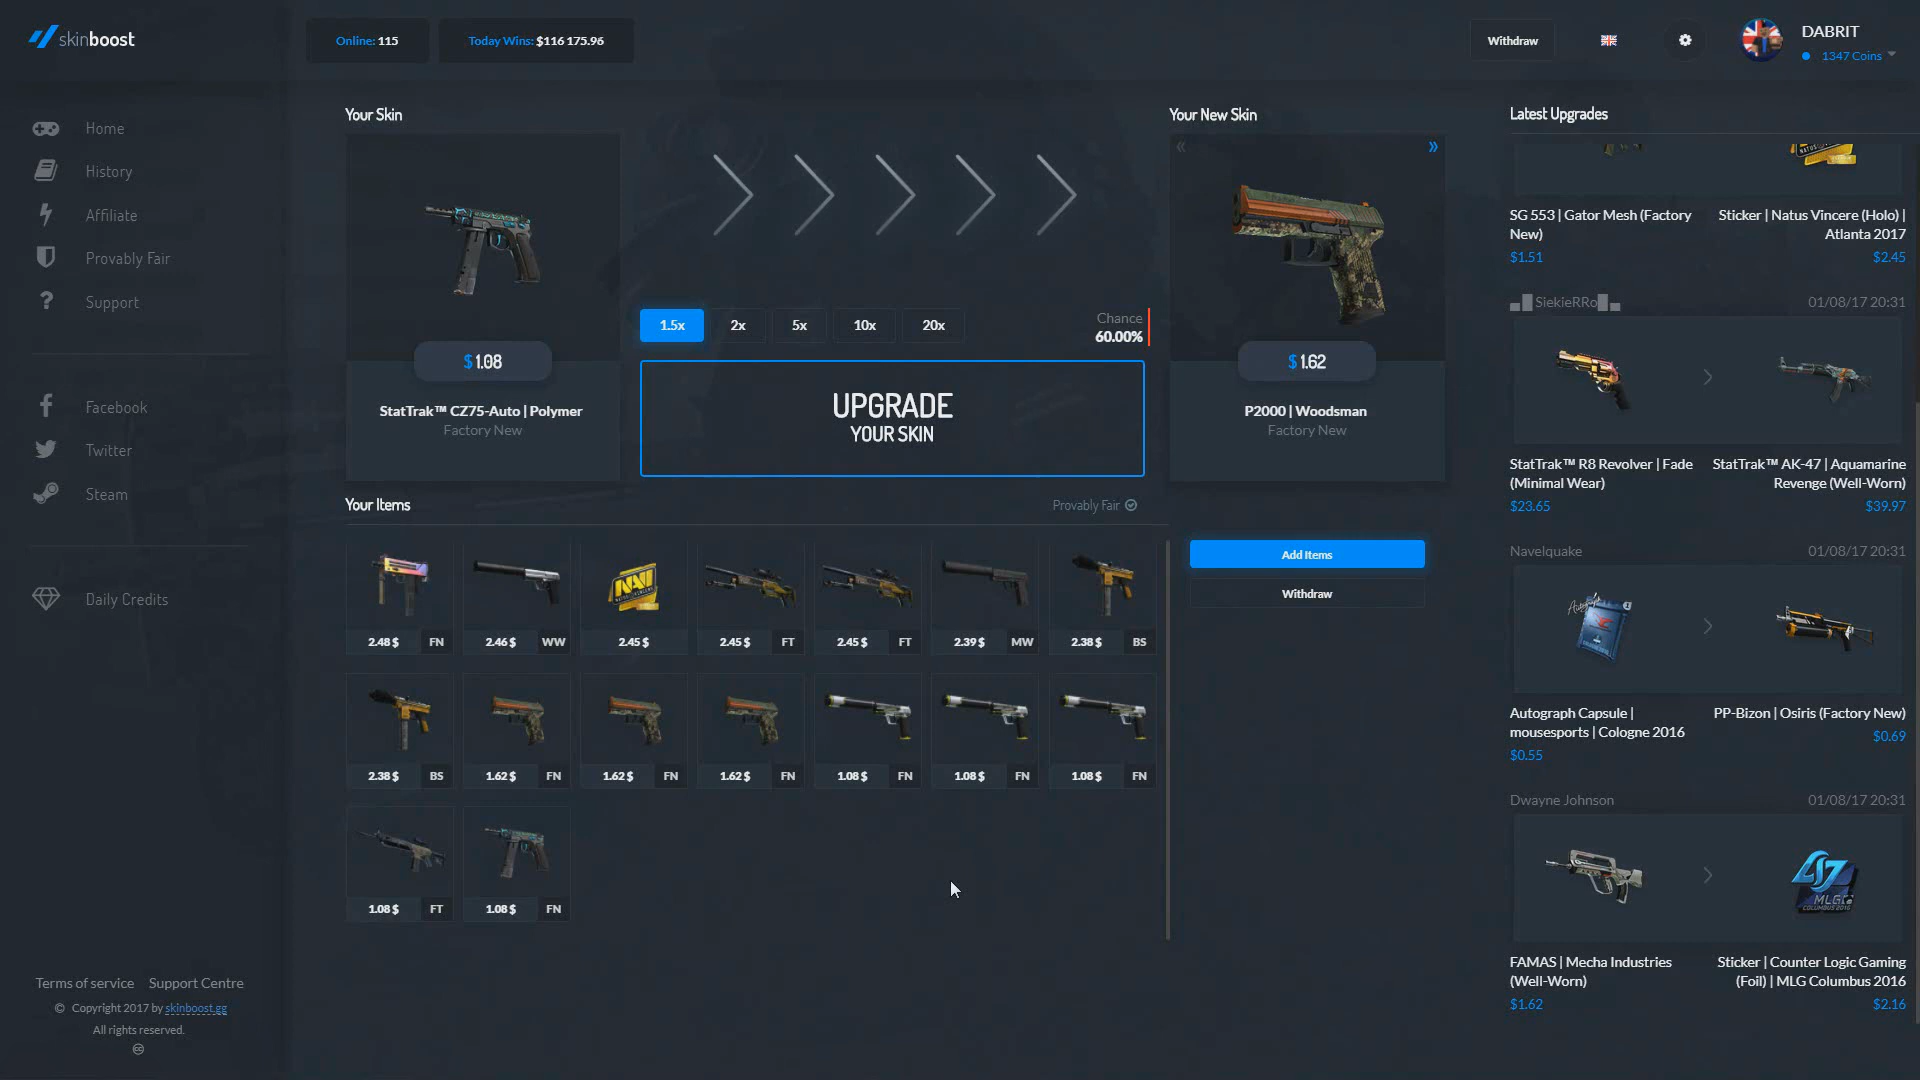 skinboost
Online: 115
Today Wins: $116 175.96
Withdraw
DABRIT
1347 Coins
Home
History
Affiliate
Provably Fair
Support
Facebook
Twitter
Steam
Daily Credits
Terms of service Support Centre
© Copyright 2017 by skinboost.gg
All rights reserved.
Your Skin
$ 1.08
StatTrak™ CZ75-Auto | Polymer
Factory New
1.5x
2x
5x
10x
20x
Chance
60.00%
UPGRADE
YOUR SKIN
Your New Skin
«
»
$ 1.62
P2000 | Woodsman
Factory New
Your Items
Provably Fair
2.48 $ FN
2.46 $ WW
2.45 $
2.45 $ FT
2.45 $ FT
2.39 $ MW
2.38 $ BS
2.38 $ BS
1.62 $ FN
1.62 $ FN
1.62 $ FN
1.08 $ FN
1.08 $ FN
1.08 $ FN
1.08 $ FT
1.08 $ FN
Add Items
Withdraw
Latest Upgrades
SG 553 | Gator Mesh (Factory
New)
$1.51
Sticker | Natus Vincere (Holo) |
Atlanta 2017
$2.45
▄█ SiekieRRo█▄
01/08/17 20:31
StatTrak™ R8 Revolver | Fade
(Minimal Wear)
$23.65
StatTrak™ AK-47 | Aquamarine
Revenge (Well-Worn)
$39.97
Navelquake
01/08/17 20:31
Autograph Capsule |
mousesports | Cologne 2016
$0.55
PP-Bizon | Osiris (Factory New)
$0.69
Dwayne Johnson
01/08/17 20:31
MLG
COLUMBUS 2016
FAMAS | Mecha Industries
(Well-Worn)
$1.62
Sticker | Counter Logic Gaming
(Foil) | MLG Columbus 2016
$2.16